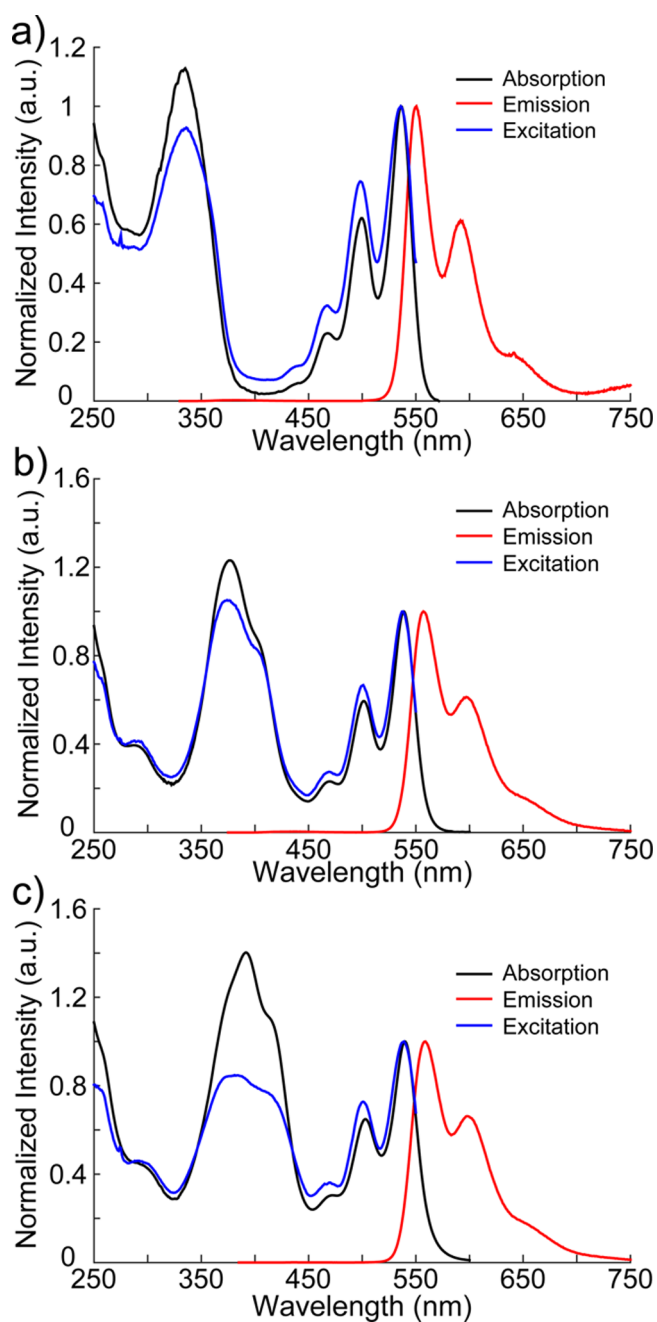 a)
Normalized Intensity (a.u.)
1.2
1
0.8
0.6
0.4
0.2
0
Absorption
Emission
Excitation
250 350 450 550 650 750
Wavelength (nm)
b)
Normalized Intensity (a.u.)
1.6
1.2
0.8
0.4
0
Absorption
Emission
Excitation
250 350 450 550 650 750
Wavelength (nm)
c)
Normalized Intensity (a.u.)
1.6
1.2
0.8
0.4
0
Absorption
Emission
Excitation
250 350 450 550 650 750
Wavelength (nm)